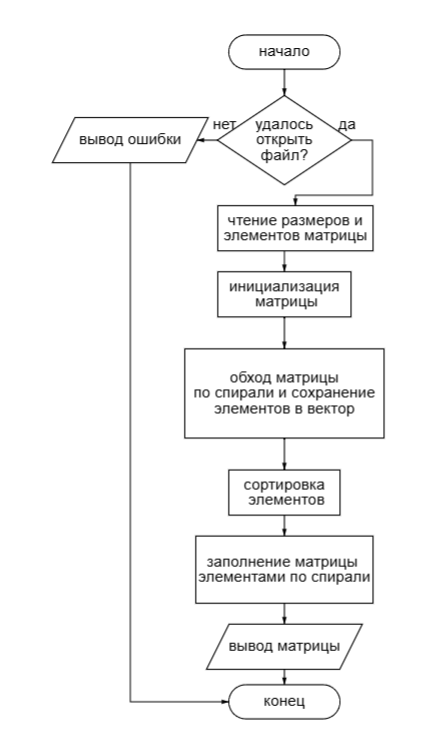 начало
нет
удалось
открыть
файл?
да
вывод ошибки
чтение размеров и
элементов матрицы
инициализация
матрицы
обход матрицы
по спирали и сохранение
элементов в вектор
сортировка
элементов
заполнение матрицы
элементами по спирали
вывод матрицы
конец